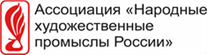 Ассоциация «Народные
художественные
промыслы России»